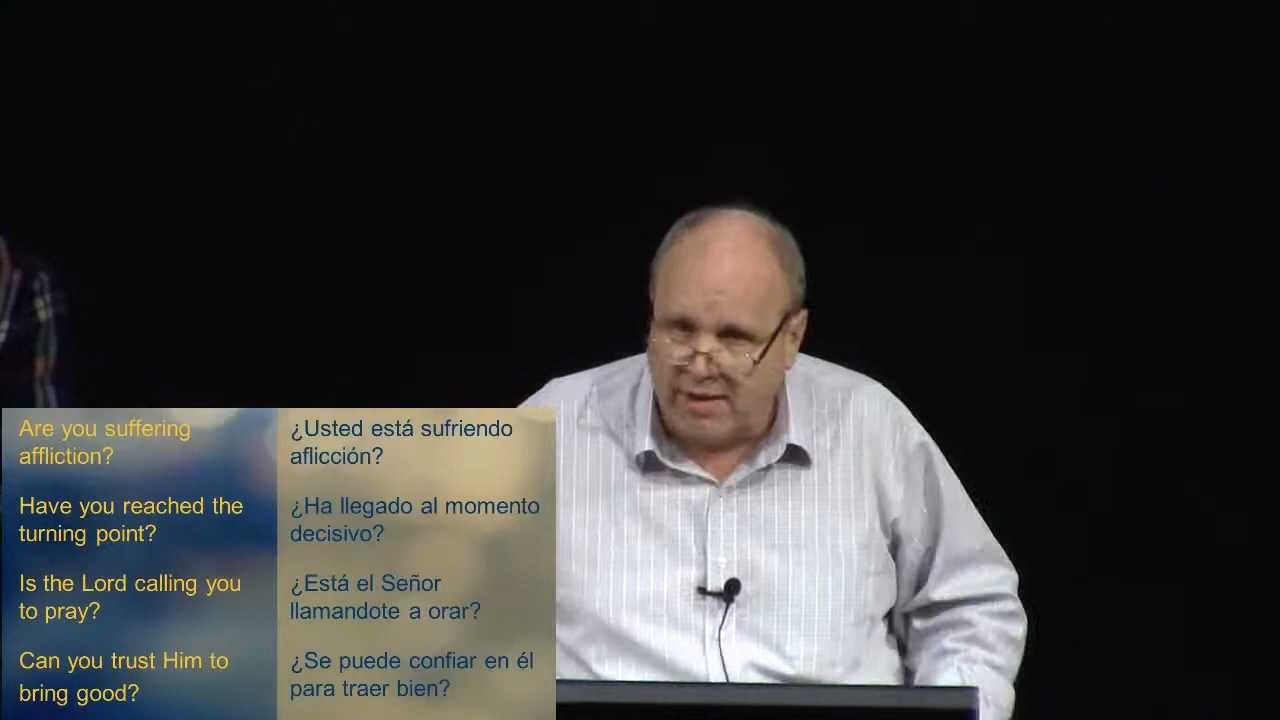 Are you suffering
affliction?
Have you reached the
turning point?
Is the Lord calling you
to pray?
Can you trust Him to
bring good?
¿Usted está sufriendo
aflicción?
¿Ha llegado al momento
decisivo?
¿Está el Señor
llamandote a orar?
¿Se puede confiar en él
para traer bien?